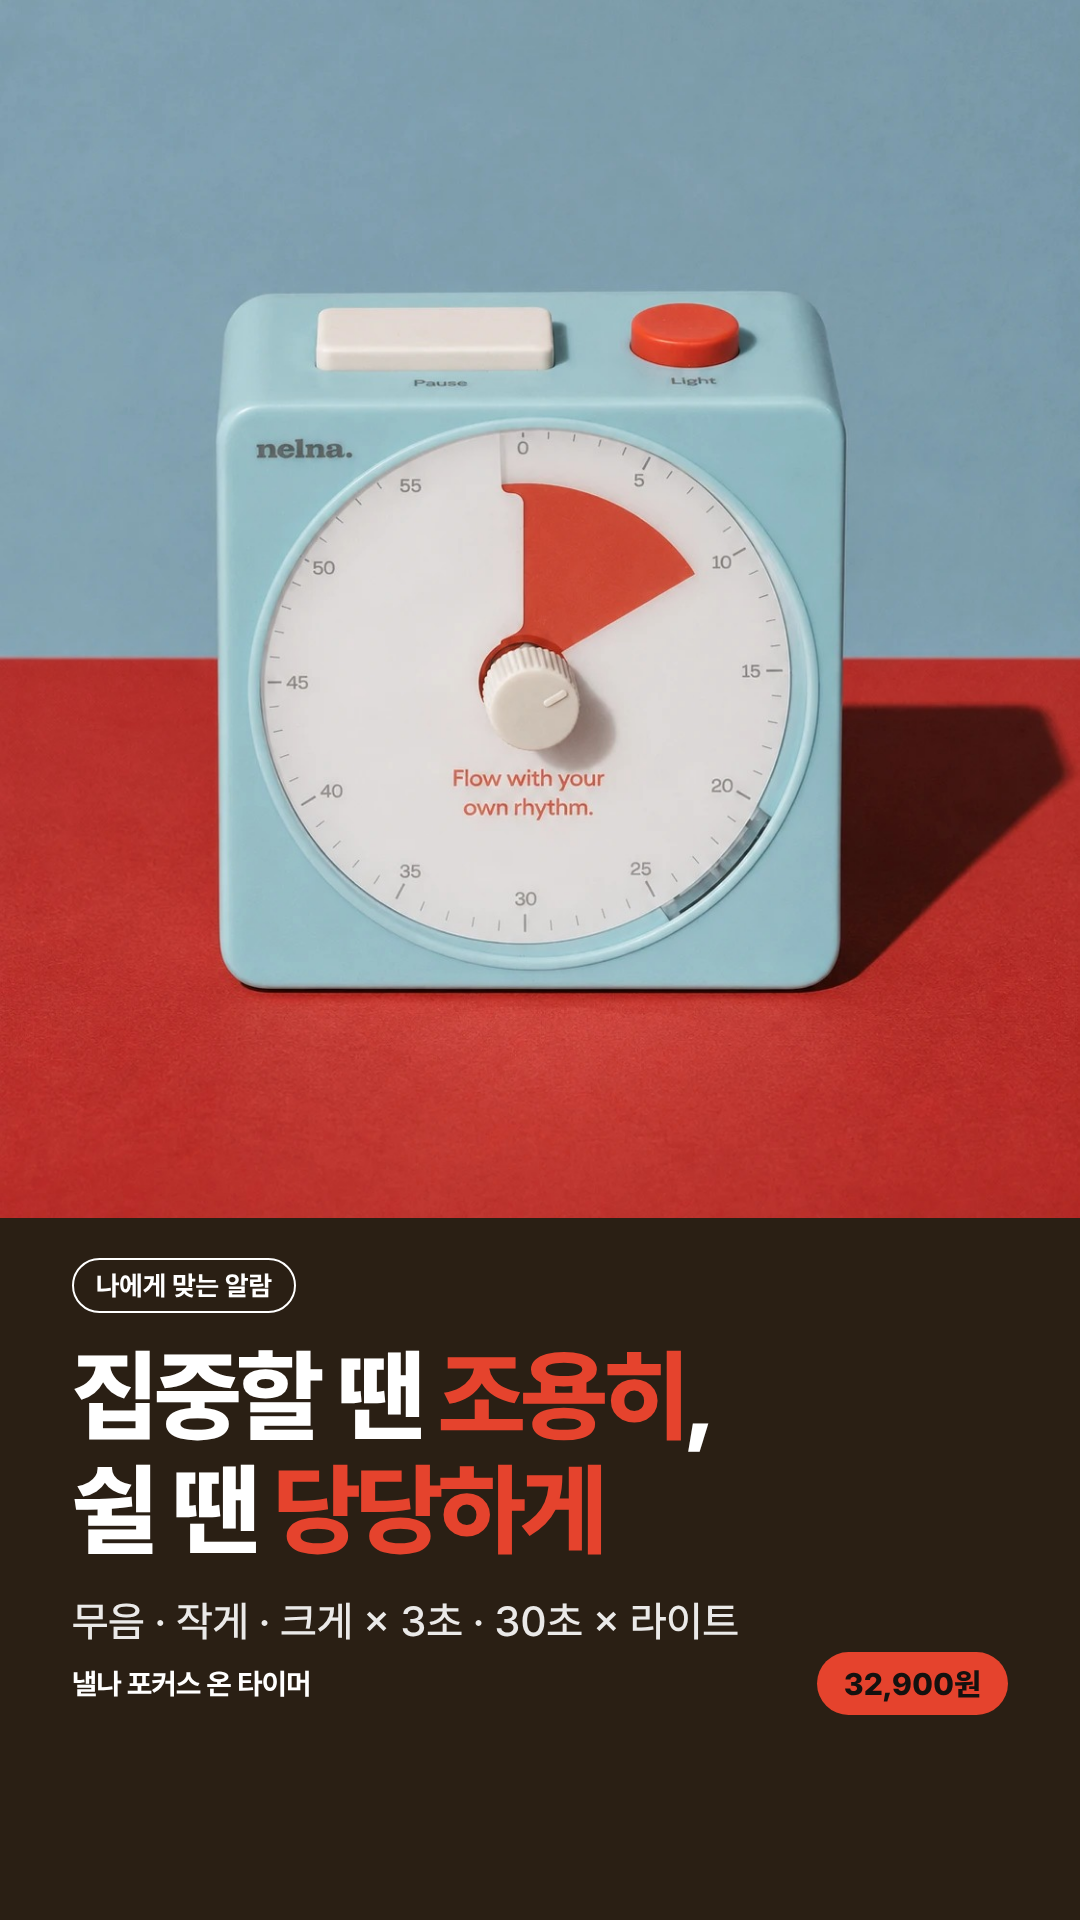 Pause
Light
nelna.
0
5
10
15
20
25
30
35
40
45
50
55
Flow with your
own rhythm.
나에게 맞는 알람
집중할 땐 조용히,
쉴 땐 당당하게
무음 · 작게 · 크게 × 3초 · 30초 × 라이트
낼나 포커스 온 타이머
32,900원